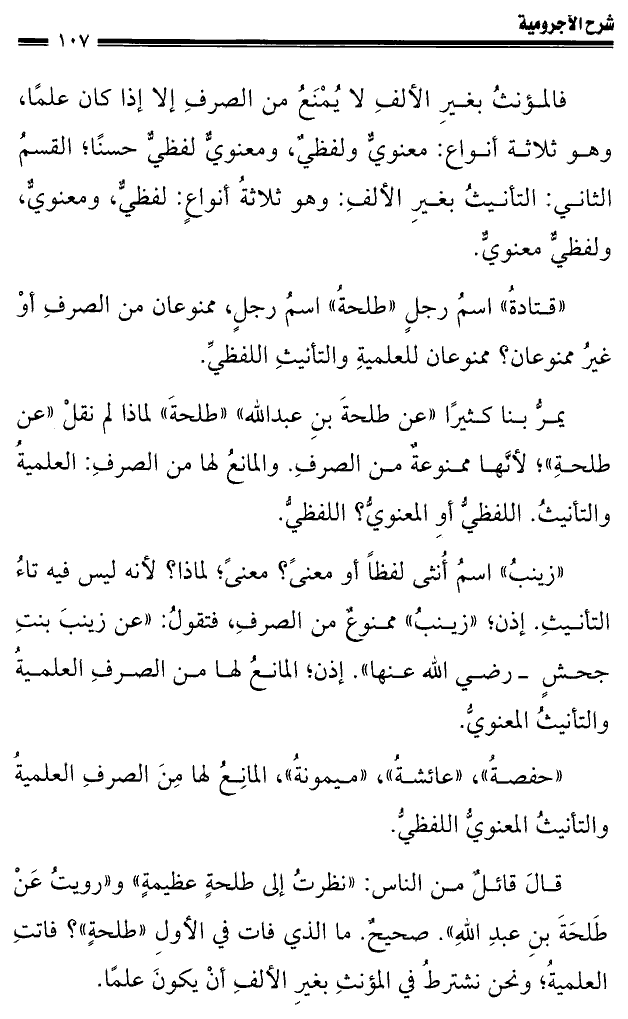 شرح الآجرومية
١٠٧
فالمؤنثُ بغيرِ الألفِ لا يُمْنَعُ من الصرفِ إلا إذا كان علمًا،
وهو ثلاثة أنواع: معنويٌّ ولفظيٌ، ومعنويٌّ لفظيٌّ حسنًا؛ القسمُ
الثاني: التأنيثُ بغيرِ الألفِ: وهو ثلاثةُ أنواعٍ: لفظيٌّ، ومعنويٌّ،
ولفظيٌّ معنويٌّ.
«قتادةُ» اسمُ رجلٍ «طلحةُ» اسمُ رجلٍ، ممنوعان من الصرفِ أوْ
غيرُ ممنوعان؟ ممنوعان للعلميةِ والتأنيثِ اللفظيِّ.
يمرُّ بنا كثيرًا «عن طلحةَ بنِ عبدالله» «طلحةَ» لماذا لم نقلْ «عن
طلحةِ»؛ لأنَّها ممنوعةٌ من الصرفِ. والمانعُ لها من الصرفِ: العلميةُ
والتأنيثُ. اللفظيُّ أوِ المعنويُّ؟ اللفظيُّ.
«زينبُ» اسمُ أُنثى لفظاً أو معنىً؟ معنىً؛ لماذا؟ لأنه ليس فيه تاءُ
التأنيثِ. إذن؛ «زينبُ» ممنوعٌ من الصرفِ، فتقولُ: «عن زينبَ بنتِ
جحشٍ ـ رضي الله عنها». إذن؛ المانعُ لها من الصرفِ العلميةُ
والتأنيثُ المعنويُّ.
«حفصةُ»، «عائشةُ»، «ميمونةُ»، المانِعُ لها مِنَ الصرفِ العلميةُ
والتأنيثُ المعنويُّ اللفظيُّ.
قالَ قائلٌ من الناسِ: «نظرتُ إلى طلحةٍ عظيمةٍ» و«رويتُ عَنْ
طَلحَةَ بنِ عبدِ اللهِ». صحيحٌ. ما الذي فات في الأولِ «طلحةٍ»؟ فاتتِ
العلميةُ؛ ونحن نشترطُ في المؤنثِ بغيرِ الألفِ أنْ يكونَ علمًا.